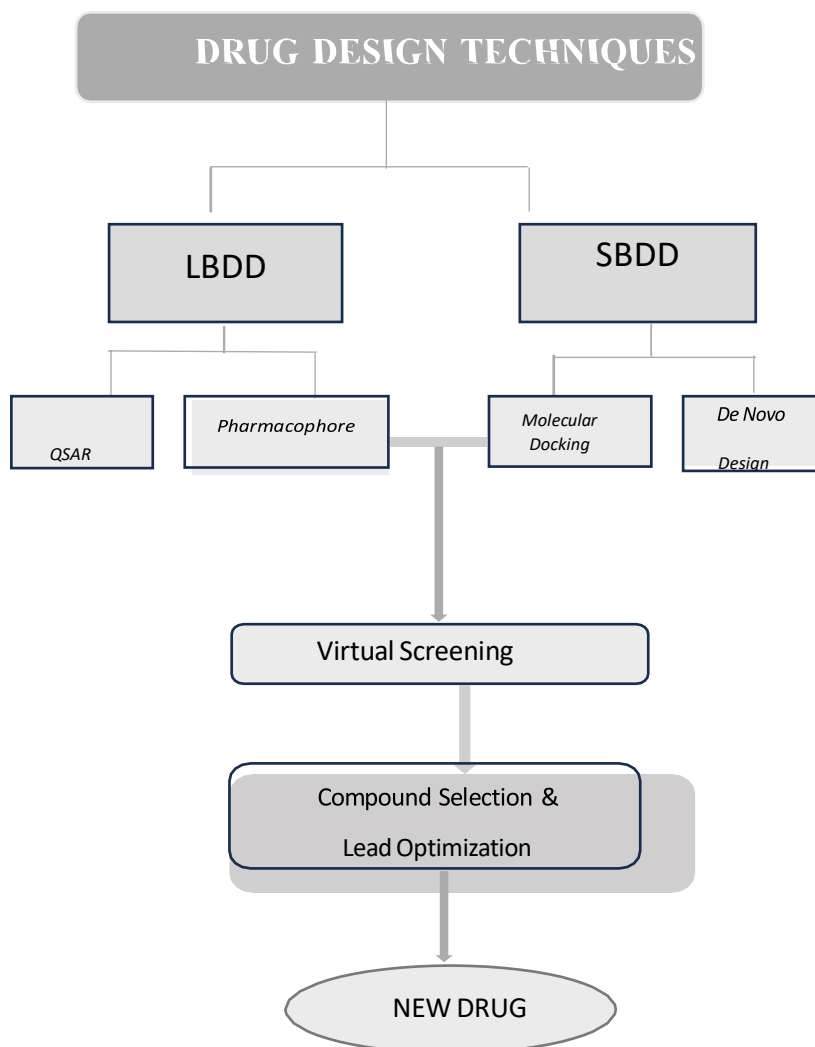 DRUG DESIGN TECHNIQUES
LBDD
SBDD
QSAR
Pharmacophore
Molecular
Docking
De Novo
Design
Virtual Screening
Compound Selection &
Lead Optimization
NEW DRUG